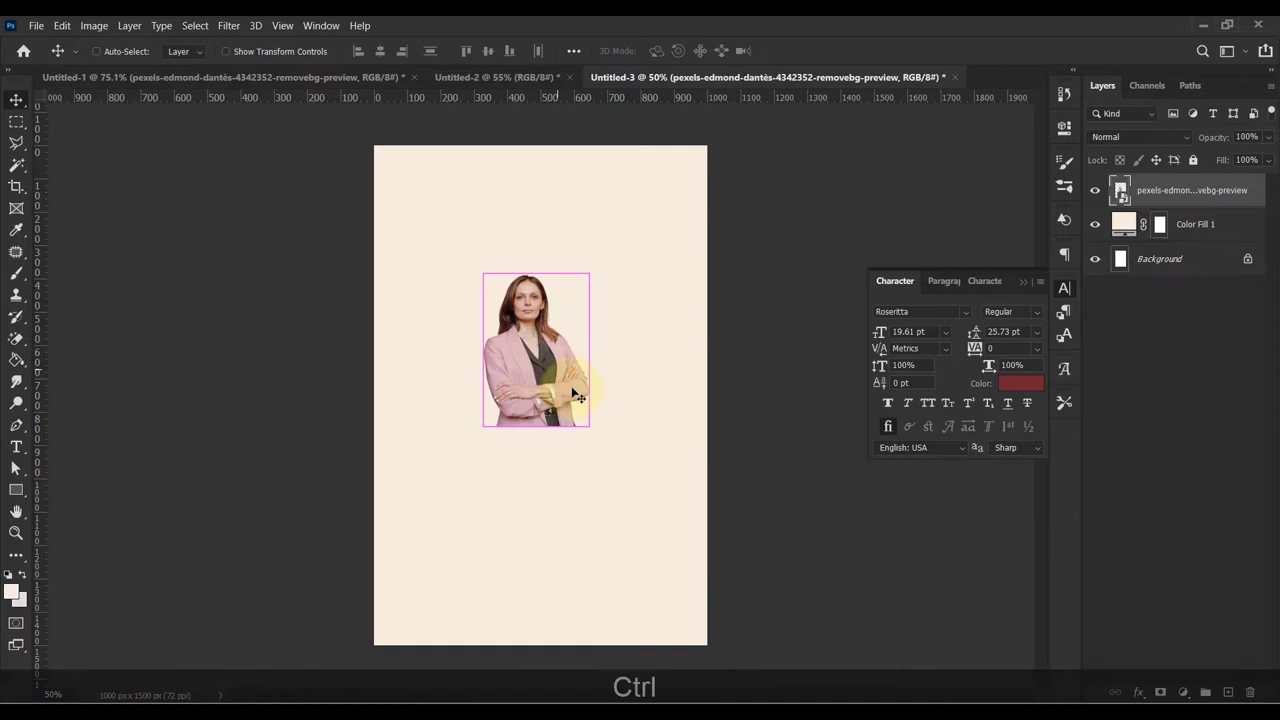 Ps File Edit Image Layer Type Select Filter 3D View Window Help
Auto-Select: Layer Show Transform Controls 3D Mode:
Untitled-1 @ 75.1% (pexels-edmond-dantès-4342352-removebg-preview, RGB/8#) * Untitled-2 @ 55% (RGB/8#) * Untitled-3 @ 50% (pexels-edmond-dantès-4342352-removebg-preview, RGB/8#) *
000 900 800 700 600 500 400 300 200 100 0 100 200 300 400 500 600 700 800 900 1000 1100 1200 1300 1400 1500 1600 1700 1800 1900
Layers Channels Paths
Kind
Normal Opacity: 100%
Lock: Fill: 100%
pexels-edmon...vebg-preview
Color Fill 1
Background
Character Paragrap Characte
Roseritta Regular
19.61 pt 25.73 pt
Metrics 0
100% 100%
0 pt Color:
English: USA Sharp
Ctrl
50% 1000 px x 1500 px (72 ppi)